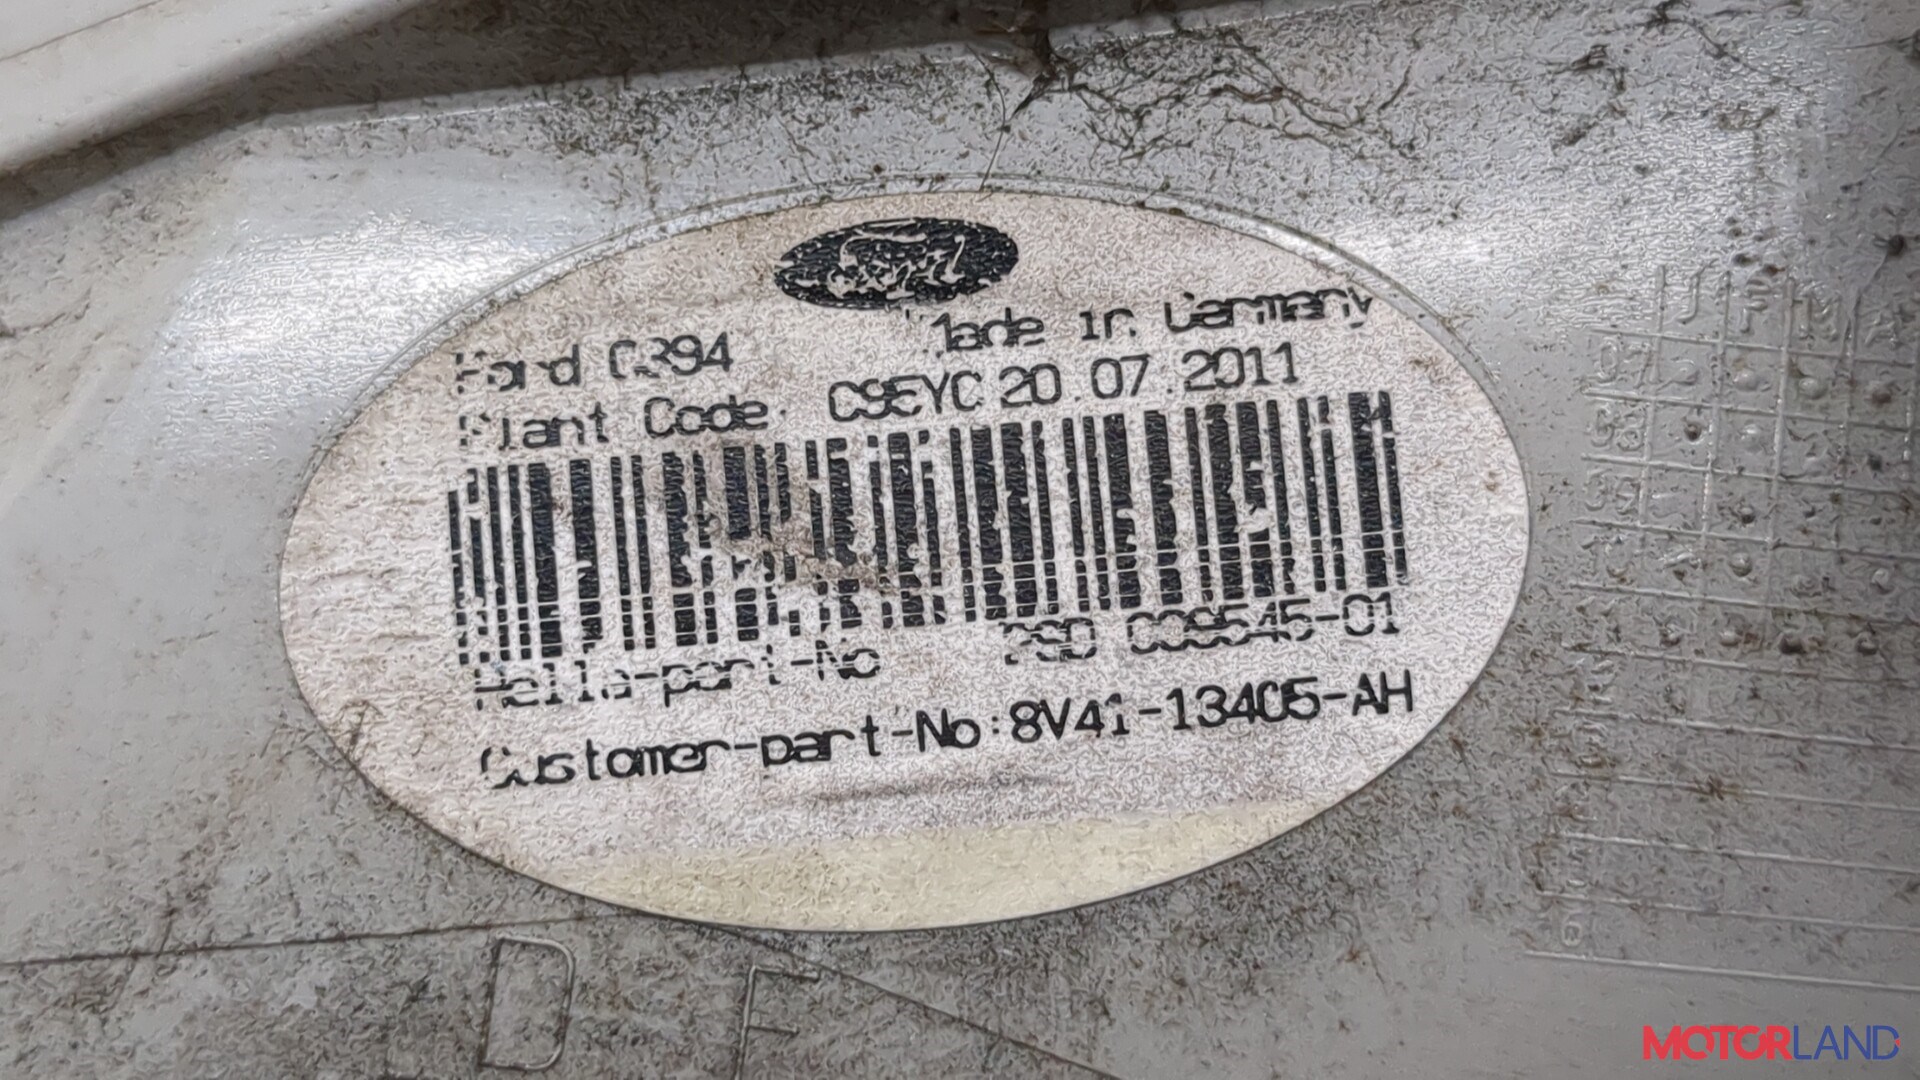 Ford
Made in Germany
Ford C394
Plant Code: C9EYC 20.07.2011
Hella-part-No
Customer-part-No:8V41-13405-AH
D E
MOTORLAND